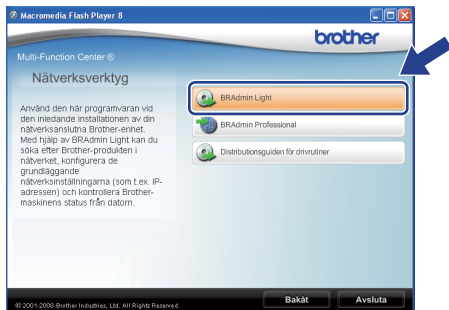 Macromedia Flash Player 8
brother
Multi-Function Center ®
Nätverksverktyg
Använd den här programvaran vid
den inledande installationen av din
nätverksanslutna Brother-enhet.
Med hjälp av BRAdmin Light kan du
söka efter Brother-produkten i
nätverket, konfigurera de
grundläggande
nätverksinställningarna (som t.ex. IP-
adressen) och kontrollera Brother-
maskinens status från datorn.
BRAdmin Light
BRAdmin Professional
Distributionsguiden för drivrutiner
© 2001-2008 Brother Industries, Ltd. All Rights Reserved.
Bakåt
Avsluta